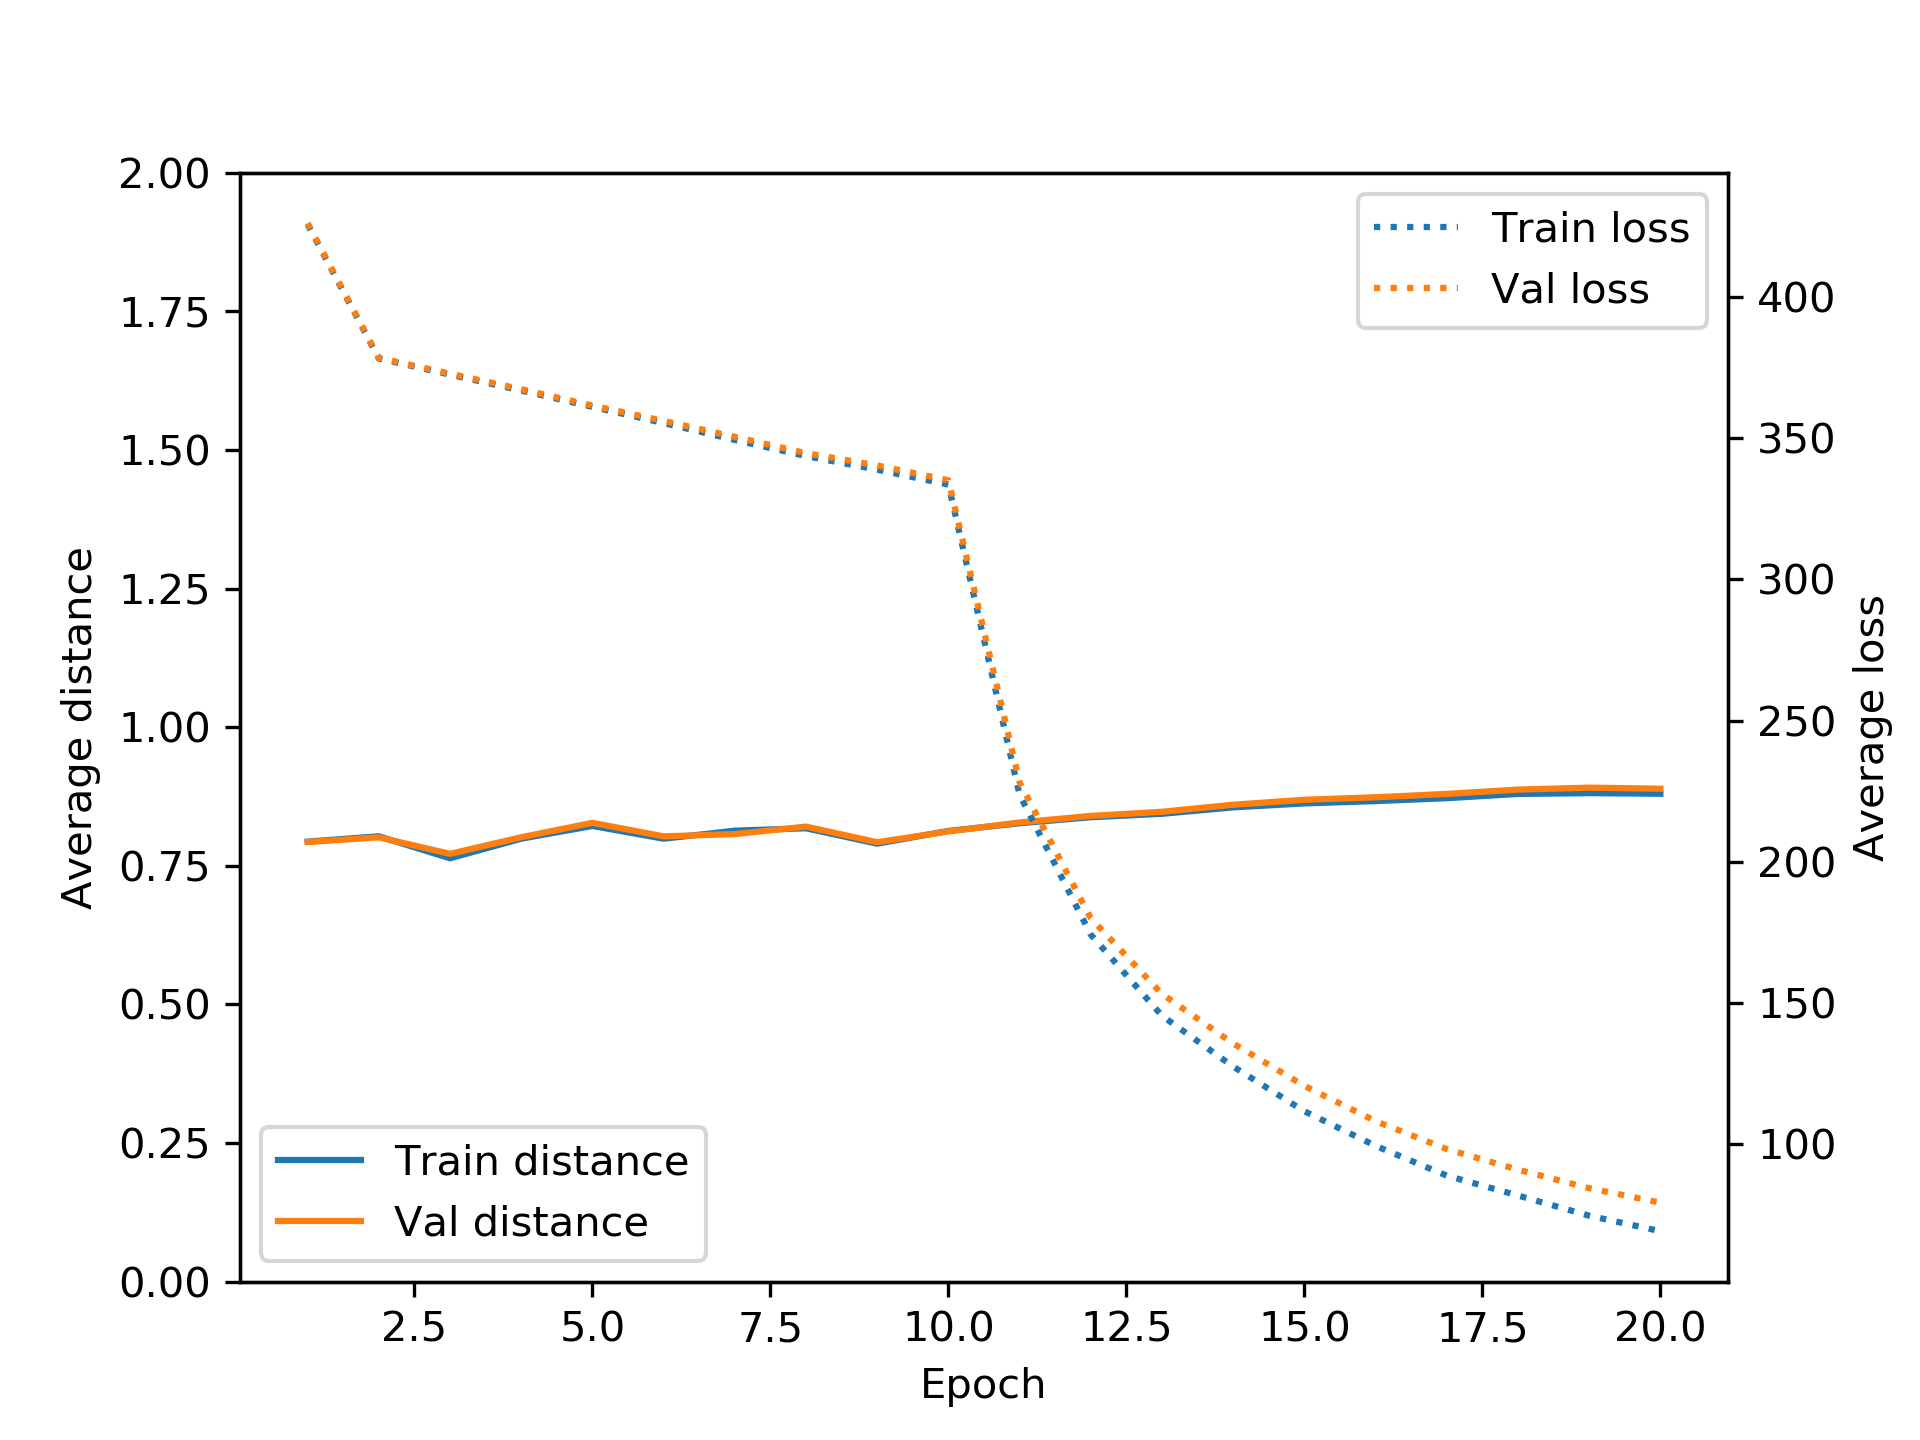 2.00
1.75
1.50
1.25
1.00
0.75
0.50
0.25
0.00
Average distance
Train loss
Val loss
Train distance
Val distance
400
350
300
250
200
150
100
Average loss
2.5 5.0 7.5 10.0 12.5 15.0 17.5 20.0
Epoch